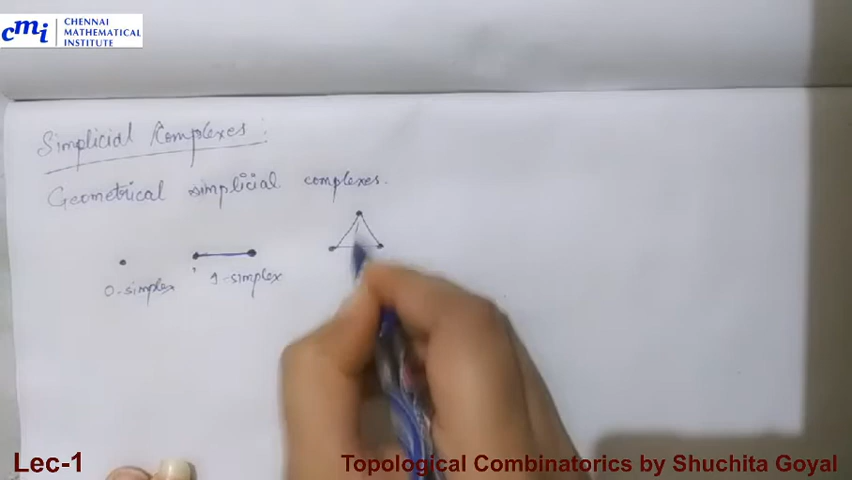 cmi CHENNAI
MATHEMATICAL
INSTITUTE
Simplicial Complexes:
Geometrical simplicial complexes.
0-simplex
1-simplex
Lec-1
Topological Combinatorics by Shuchita Goyal